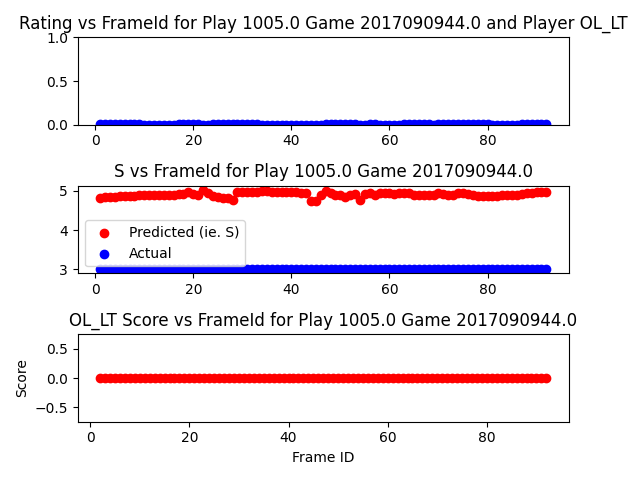 Rating vs FrameId for Play 1005.0 Game 2017090944.0 and Player OL_LT
1.0
0.5
0.0
0 20 40 60 80
S vs FrameId for Play 1005.0 Game 2017090944.0
5
4
3
Predicted (ie. S)
Actual
0 20 40 60 80
OL_LT Score vs FrameId for Play 1005.0 Game 2017090944.0
Score
0.5
0.0
−0.5
0 20 40 60 80
Frame ID